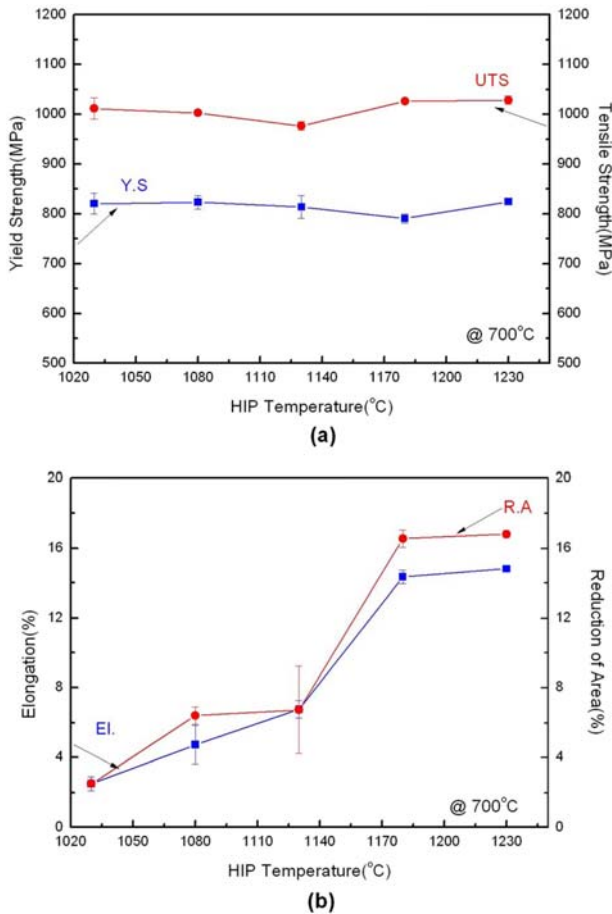 1200 1200
UTS
1100 1100
1000 1000
900 900
Y.S
800 800
700 700
600 600
@ 700°C
500 500
1020 1050 1080 1110 1140 1170 1200 1230
Yield Strength(MPa)
Tensile Strength(MPa)
HIP Temperature(°C)
(a)
20 20
R.A
16 16
12 12
8 8
El.
4 4
@ 700°C
0 0
1020 1050 1080 1110 1140 1170 1200 1230
Elongation(%)
Reduction of Area(%)
HIP Temperature(°C)
(b)